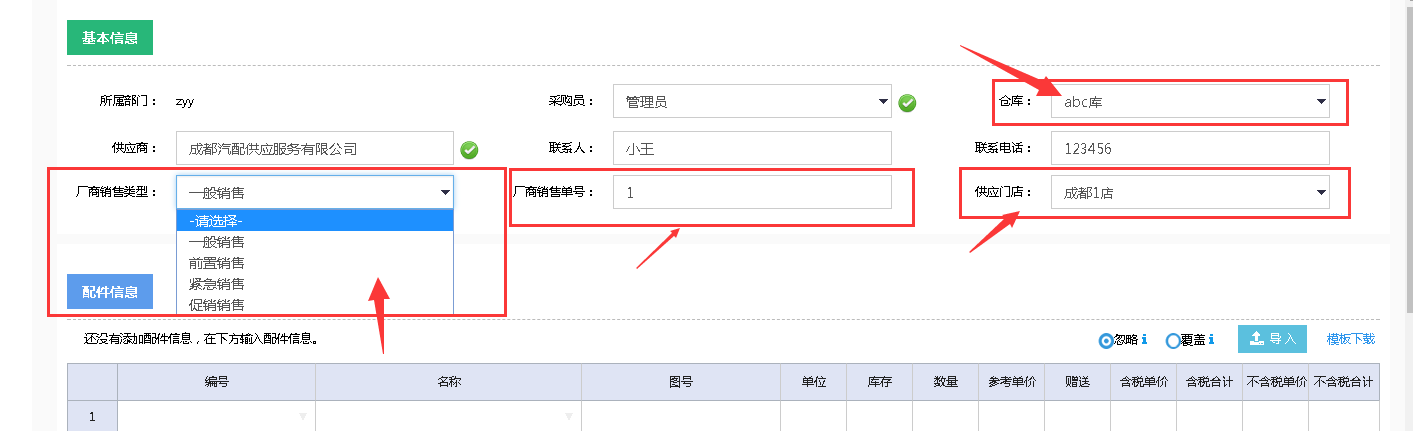 基本信息
所属部门： zyy 采购员： 管理员 仓库： abc库
供应商： 成都汽配供应服务有限公司 联系人： 小王 联系电话： 123456
厂商销售类型： 一般销售 厂商销售单号： 1 供应门店： 成都1店
-请选择-
一般销售
前置销售
紧急销售
促销销售
配件信息
还没有添加配件信息，在下方输入配件信息。 忽略 i 覆盖 i 导入 模板下载
编号 名称 图号 单位 库存 数量 参考单价 赠送 含税单价 含税合计 不含税单价 不含税合计
1